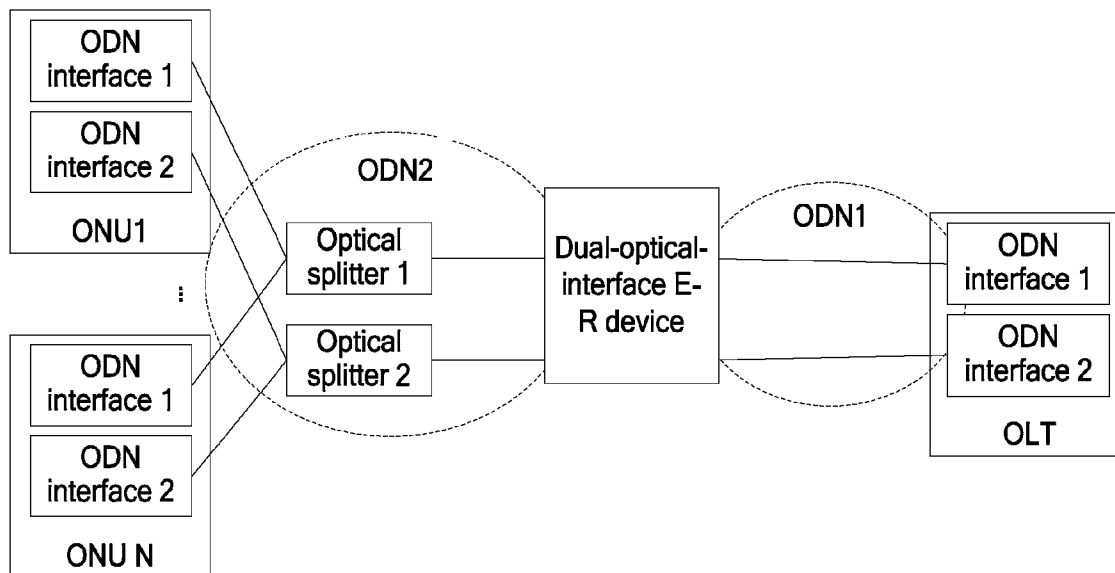 ODN
interface 1
ODN
interface 2
ONU1
...
ODN
interface 1
ODN
interface 2
ONU N
ODN2
Optical
splitter 1
Optical
splitter 2
Dual-optical-
interface E-
R device
ODN1
ODN
interface 1
ODN
interface 2
OLT